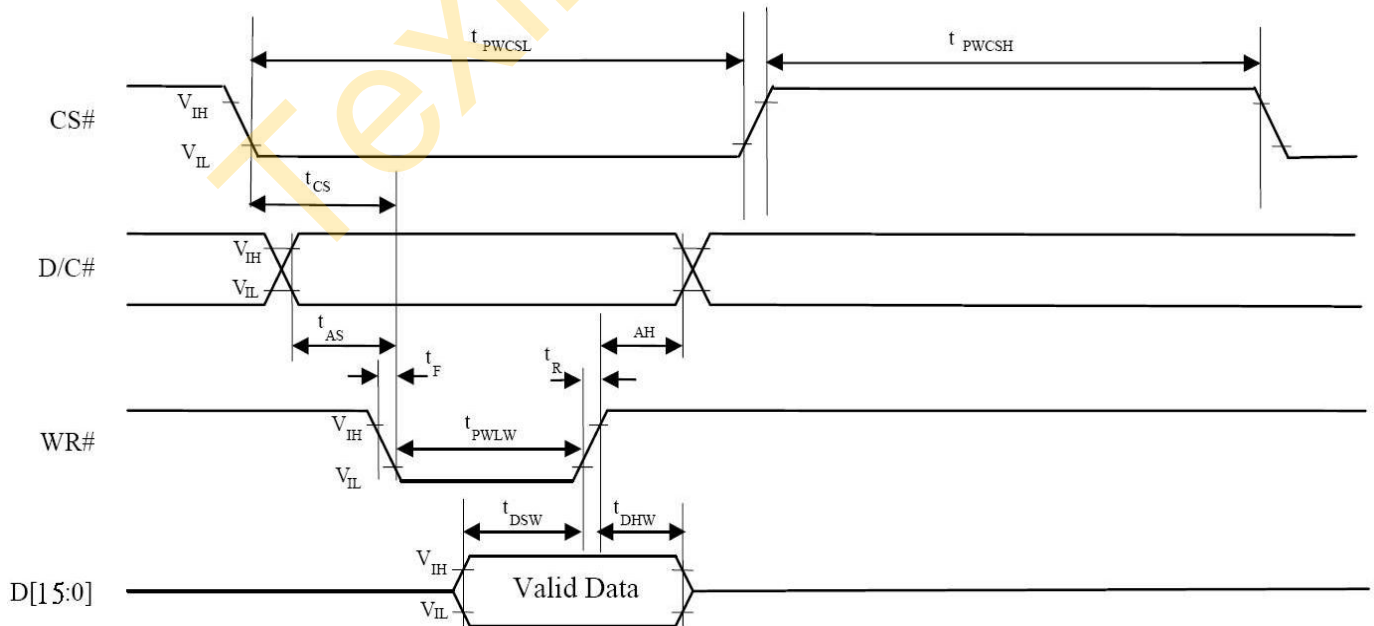 t PWCSL
t PWCSH
CS#
V IH
V IL
t CS
D/C#
V IH
V IL
t AS
AH
t F
t R
WR#
V IH
V IL
t PWLW
t DSW
t DHW
D[15:0]
V IH
V IL
Valid Data